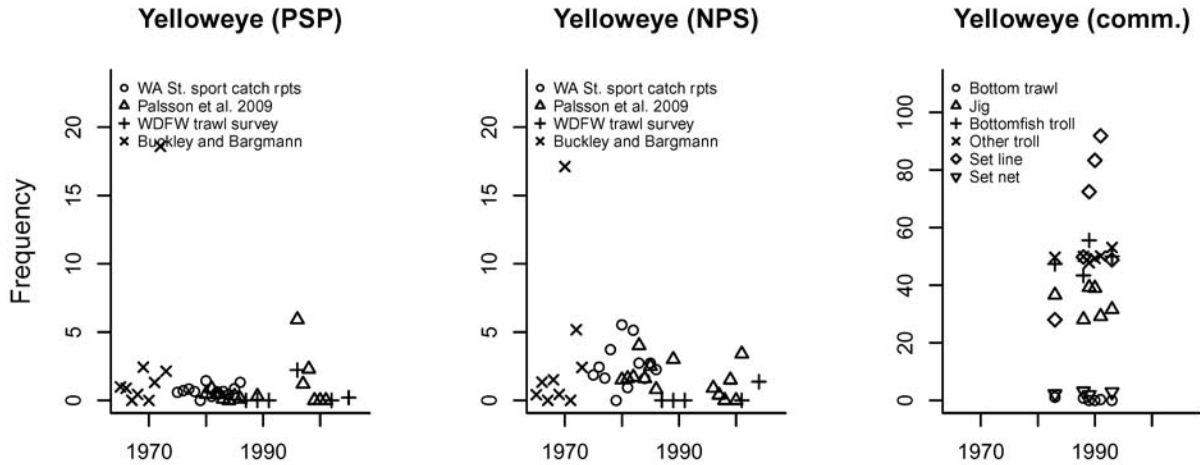 Yelloweye (PSP)
Frequency
20
15
10
5
0
WA St. sport catch rpts
Palsson et al. 2009
WDFW trawl survey
Buckley and Bargmann
1970 1990
Yelloweye (NPS)
20
15
10
5
0
WA St. sport catch rpts
Palsson et al. 2009
WDFW trawl survey
Buckley and Bargmann
1970 1990
Yelloweye (comm.)
100
80
60
40
20
0
Bottom trawl
Jig
Bottomfish troll
Other troll
Set line
Set net
1970 1990